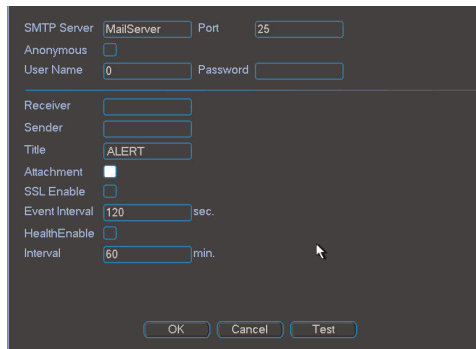 SMTP Server MailServer Port 25
Anonymous
User Name 0 Password
Receiver
Sender
Title ALERT
Attachment
SSL Enable
Event Interval 120 sec.
HealthEnable
Interval 60 min.
OK Cancel Test